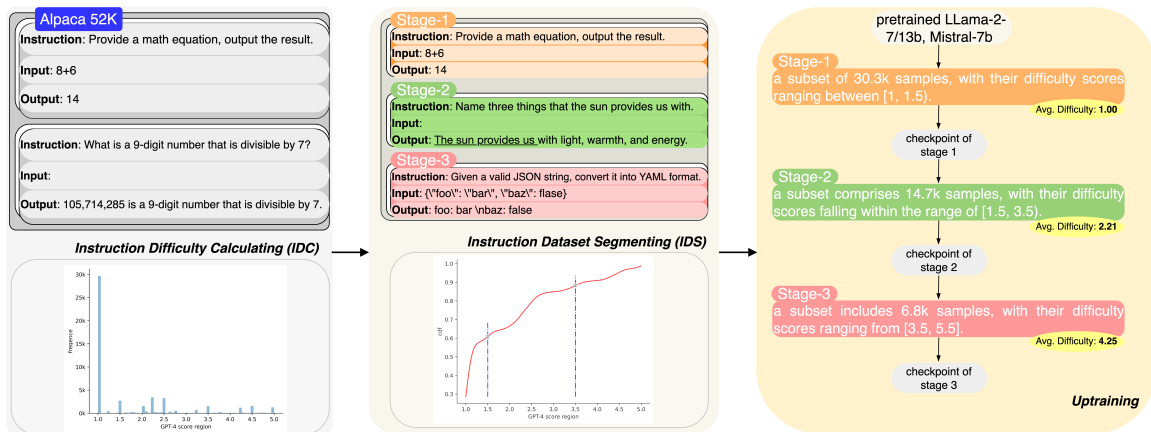 Alpaca 52K
Instruction: Provide a math equation, output the result.
Input: 8+6
Output: 14
Instruction: What is a 9-digit number that is divisible by 7?
Input:
Output: 105,714,285 is a 9-digit number that is divisible by 7.
Instruction Difficulty Calculating (IDC)
30k
25k
20k
15k
10k
5k
0k
freqence
1.0 1.5 2.0 2.5 3.0 3.5 4.0 4.5 5.0
GPT-4 score region
Stage-1
Instruction: Provide a math equation, output the result.
Input: 8+6
Output: 14
Stage-2
Instruction: Name three things that the sun provides us with.
Input:
Output: The sun provides us with light, warmth, and energy.
Stage-3
Instruction: Given a valid JSON string, convert it into YAML format.
Input: {\"foo\": \"bar\", \"baz\": flase}
Output: foo: bar \nbaz: false
Instruction Dataset Segmenting (IDS)
1.0
0.9
0.8
0.7
0.6
0.5
0.4
0.3
cdf
1.0 1.5 2.0 2.5 3.0 3.5 4.0 4.5 5.0
GPT-4 score region
pretrained LLama-2-
7/13b, Mistral-7b
Stage-1
a subset of 30.3k samples, with their difficulty scores
ranging between [1, 1.5).
Avg. Difficulty: 1.00
checkpoint of
stage 1
Stage-2
a subset comprises 14.7k samples, with their difficulty
scores falling within the range of [1.5, 3.5).
Avg. Difficulty: 2.21
checkpoint of
stage 2
Stage-3
a subset includes 6.8k samples, with their difficulty
scores ranging from [3.5, 5.5].
Avg. Difficulty: 4.25
checkpoint of
stage 3
Uptraining